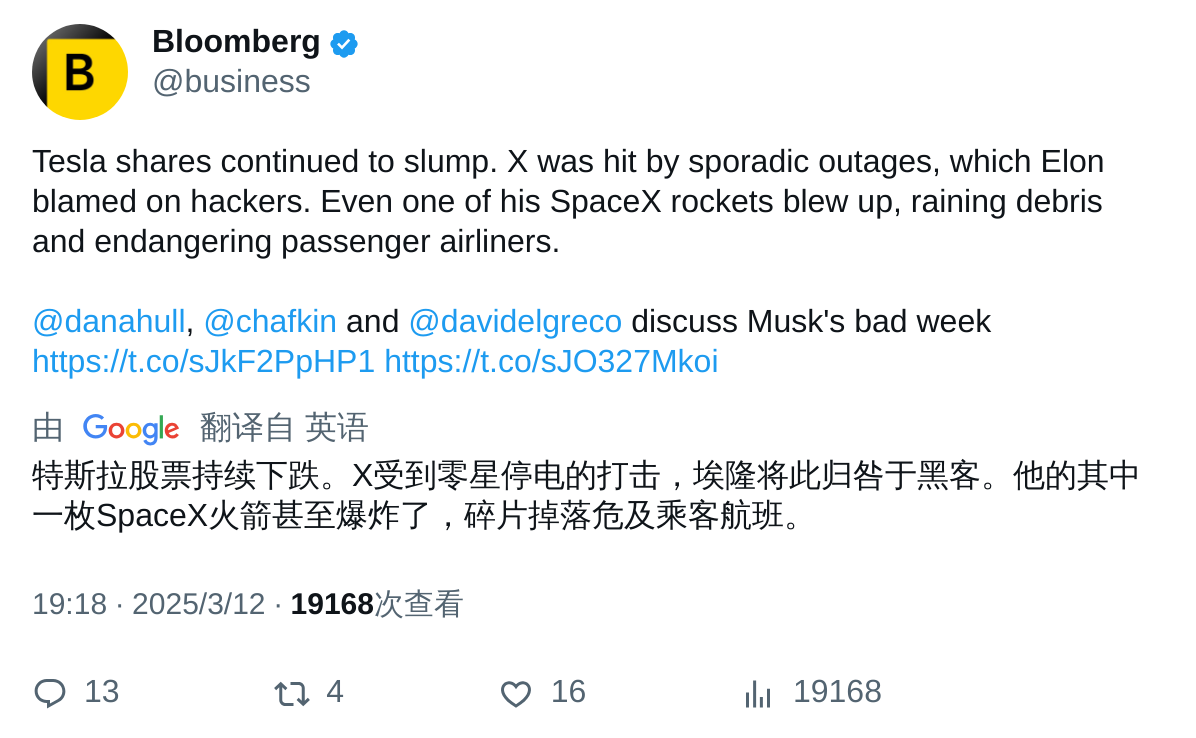 B
Bloomberg
@business
Tesla shares continued to slump. X was hit by sporadic outages, which Elon
blamed on hackers. Even one of his SpaceX rockets blew up, raining debris
and endangering passenger airliners.
@danahull, @chafkin and @davidelgreco discuss Musk's bad week
https://t.co/sJkF2PpHP1 https://t.co/sJO327Mkoi
由 Google 翻译自 英语
特斯拉股票持续下跌。X受到零星停电的打击，埃隆将此归咎于黑客。他的其中
一枚SpaceX火箭甚至爆炸了，碎片掉落危及乘客航班。
19:18 · 2025/3/12 · 19168次查看
13 4 16 19168